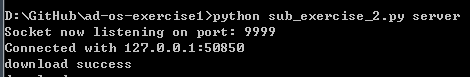 D:\GitHub\ad-os-exercise1>python sub_exercise_2.py server
Socket now listening on port: 9999
Connected with 127.0.0.1:50850
download success